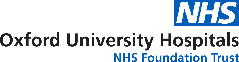 NHS
Oxford University Hospitals
NHS Foundation Trust